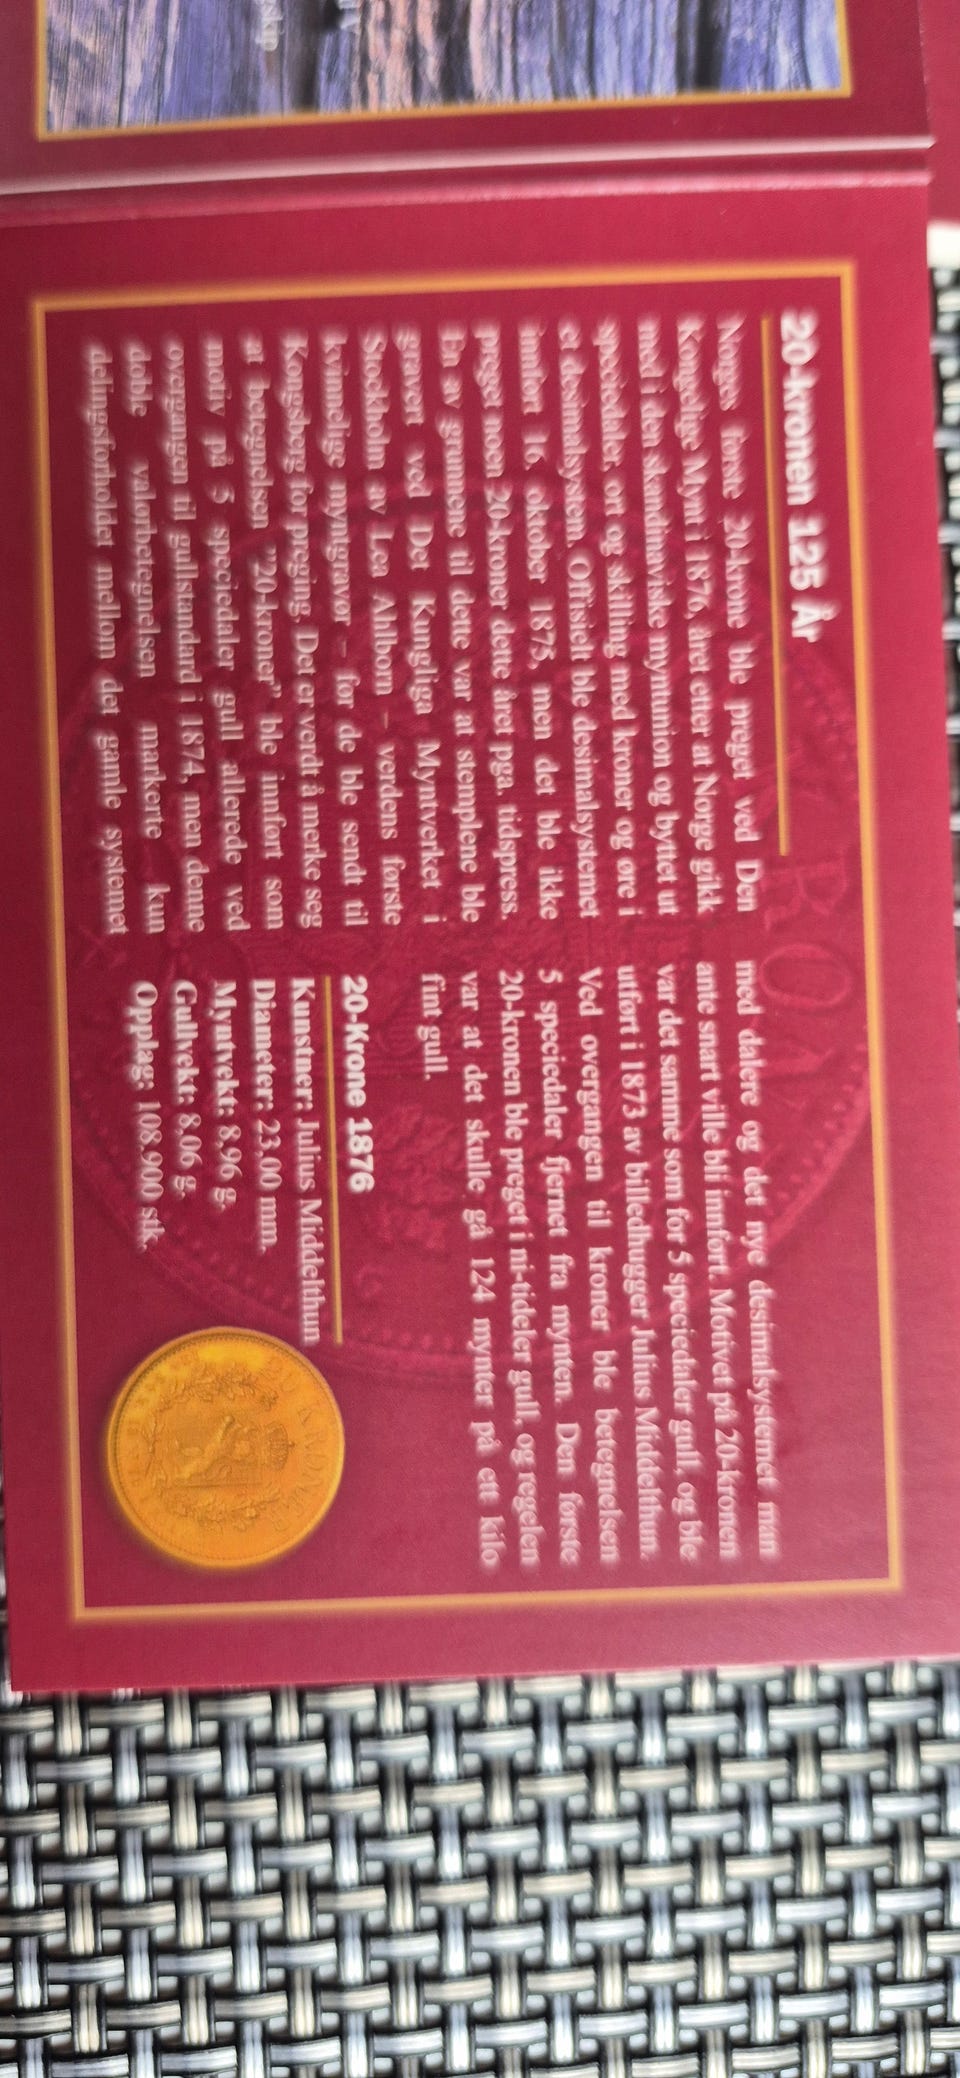 20-kronen 125 År
Norges første 20-krone ble preget ved Den
Kongelige Mynt i 1876, året etter at Norge gikk
med i den skandinaviske myntunion og byttet ut
speciedaler, ort og skilling med kroner og øre i
et desimalsystem. Offisielt ble desimalsystemet
innført 16. oktober 1875, men det ble ikke
preget noen 20-kroner dette året pga. tidspress.
En av grunnene til dette var at stemplene ble
gravert ved Det Kungliga Myntverket i
Stockholm av Lea Ahlborn – verdens første
kvinnelige myntgravør – før de ble sendt til
Kongsberg for preging. Det er verdt å merke seg
at betegnelsen "20-kroner" ble innført som
motiv på 5 speciedaler gull allerede ved
overgangen til gullstandard i 1874, men denne
doble valørbetegnelsen markerte kun
delingsforholdet mellom det gamle systemet
med dalere og det nye desimalsystemet man
ante snart ville bli innført. Motivet på 20-kronen
var det samme som for 5 speciedaler gull, og ble
utført i 1873 av billedhugger Julius Middelthun.
Ved overgangen til kroner ble betegnelsen
5 speciedaler fjernet fra mynten. Den første
20-kronen ble preget i ni-tideler gull, og regelen
var at det skulle gå 124 mynter på ett kilo
fint gull.
20-Krone 1876
Kunstner: Julius Middelthun
Diameter: 23,00 mm.
Myntvekt: 8,96 g.
Gullvekt: 8,06 g.
Opplag: 108.900 stk.